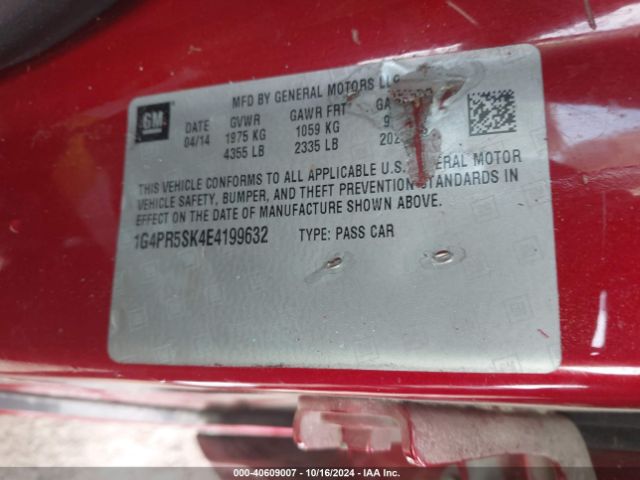 GM
MFD BY GENERAL MOTORS LLC
DATE GVWR GAWR FRT
04/14 1975 KG 1059 KG
4355 LB 2335 LB
THIS VEHICLE CONFORMS TO ALL APPLICABLE U.S. MOTOR
VEHICLE SAFETY, BUMPER, AND THEFT PREVENTION STANDARDS IN
EFFECT ON THE DATE OF MANUFACTURE SHOWN ABOVE.
1G4PR5SK4E4199632 TYPE: PASS CAR
000-40609007 - 10/16/2024 - IAA Inc.